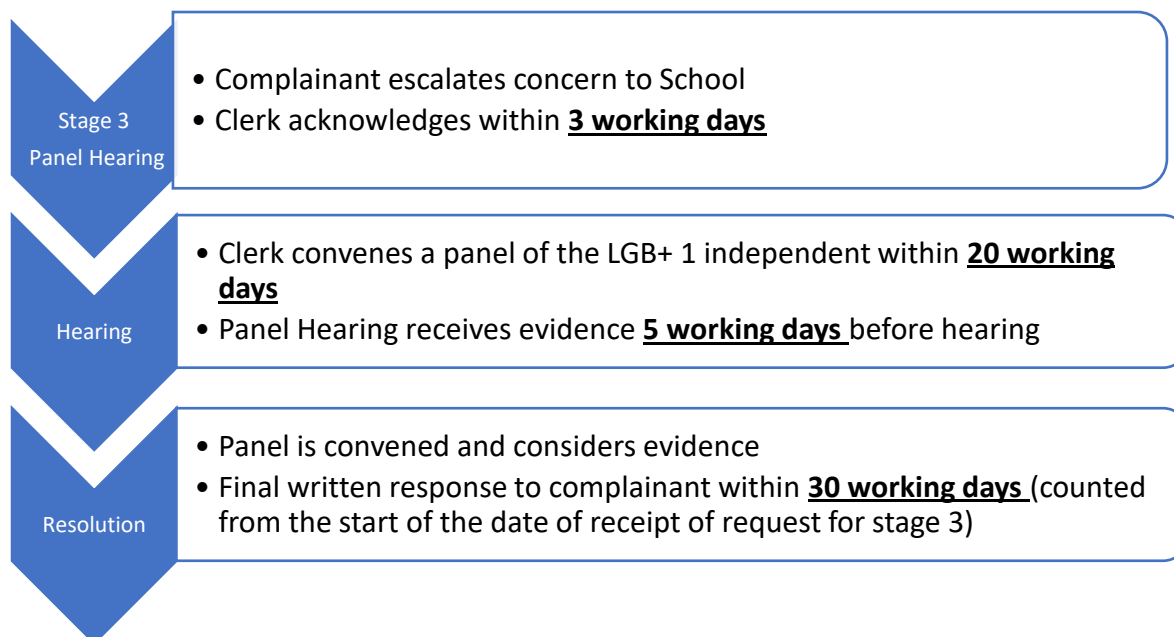 Stage 3
Panel Hearing
• Complainant escalates concern to School
• Clerk acknowledges within 3 working days
Hearing
• Clerk convenes a panel of the LGB+ 1 independent within 20 working
days
• Panel Hearing receives evidence 5 working days before hearing
Resolution
• Panel is convened and considers evidence
• Final written response to complainant within 30 working days (counted
from the start of the date of receipt of request for stage 3)